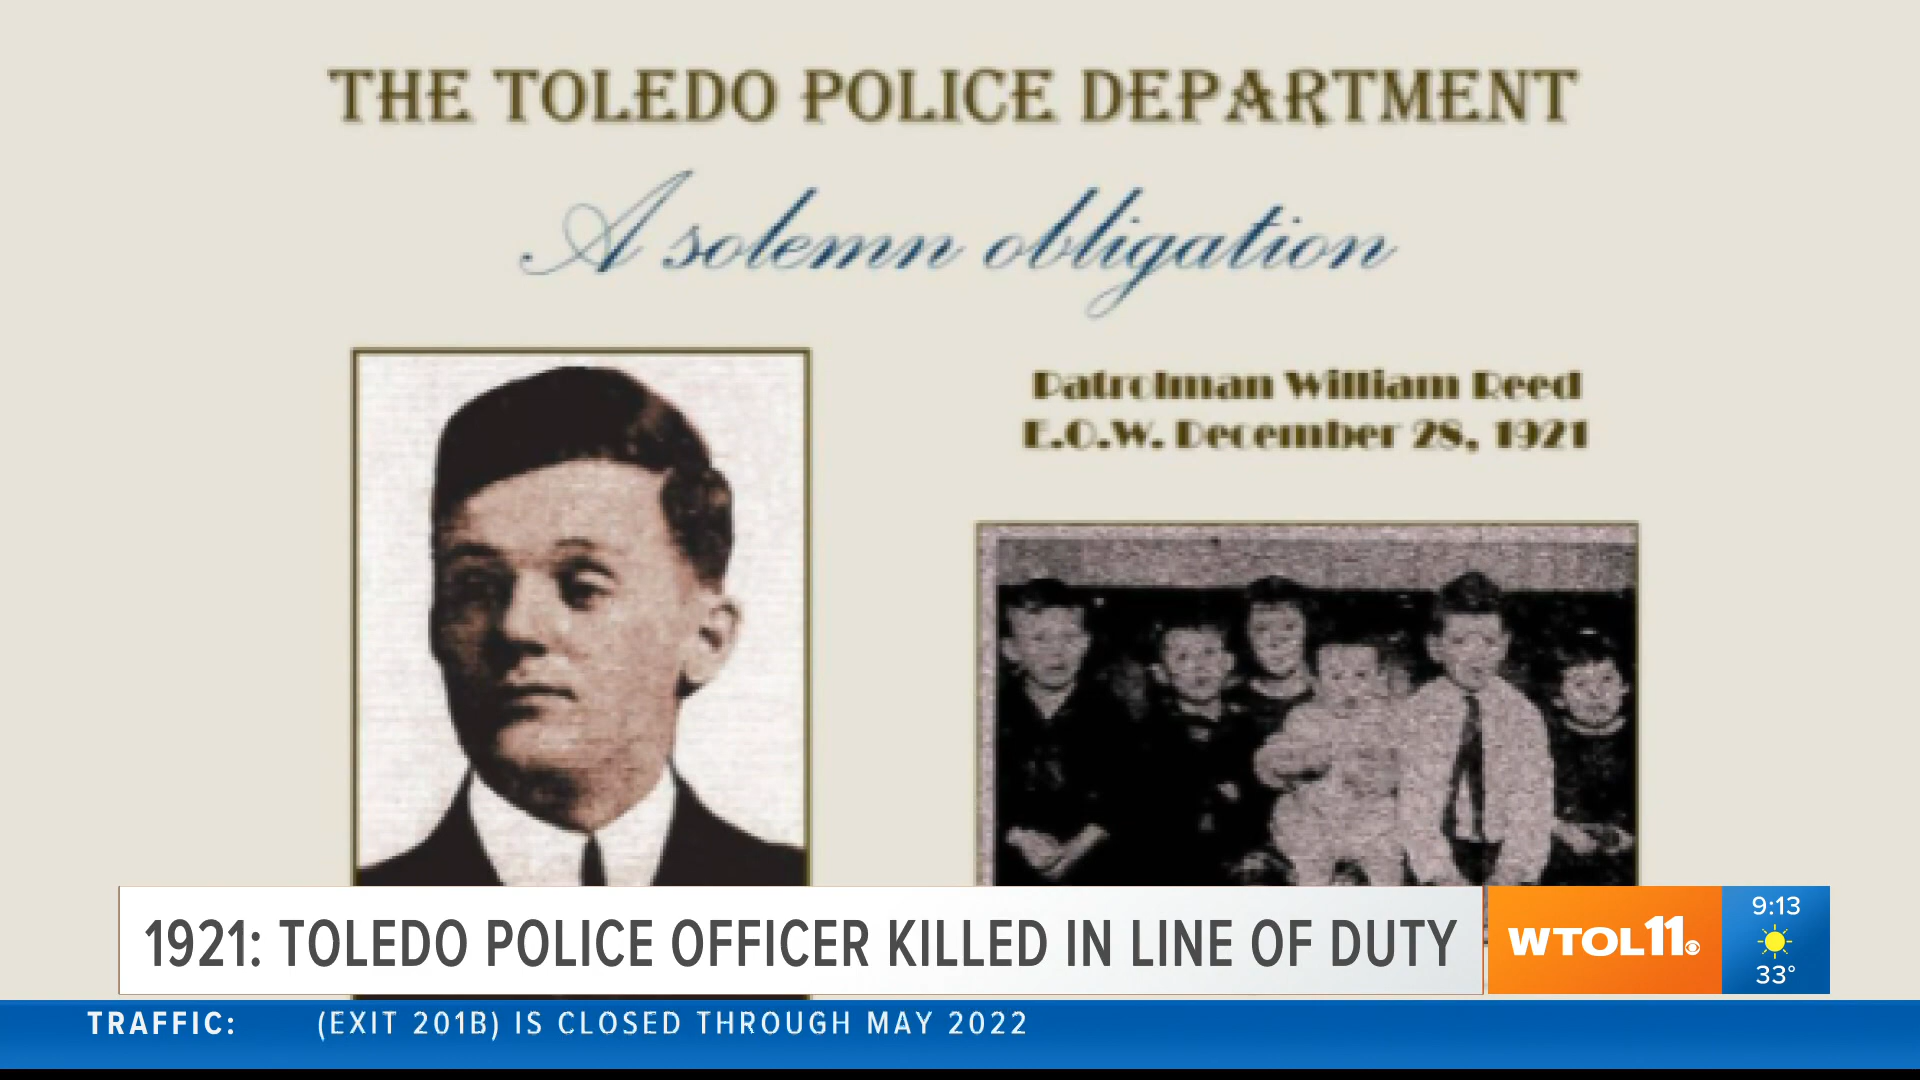 THE TOLEDO POLICE DEPARTMENT
A solemn obligation
Patrolman William Reed
E.O.W. December 28, 1921
1921: TOLEDO POLICE OFFICER KILLED IN LINE OF DUTY
WTOL11
9:13
33°
TRAFFIC: (EXIT 201B) IS CLOSED THROUGH MAY 2022